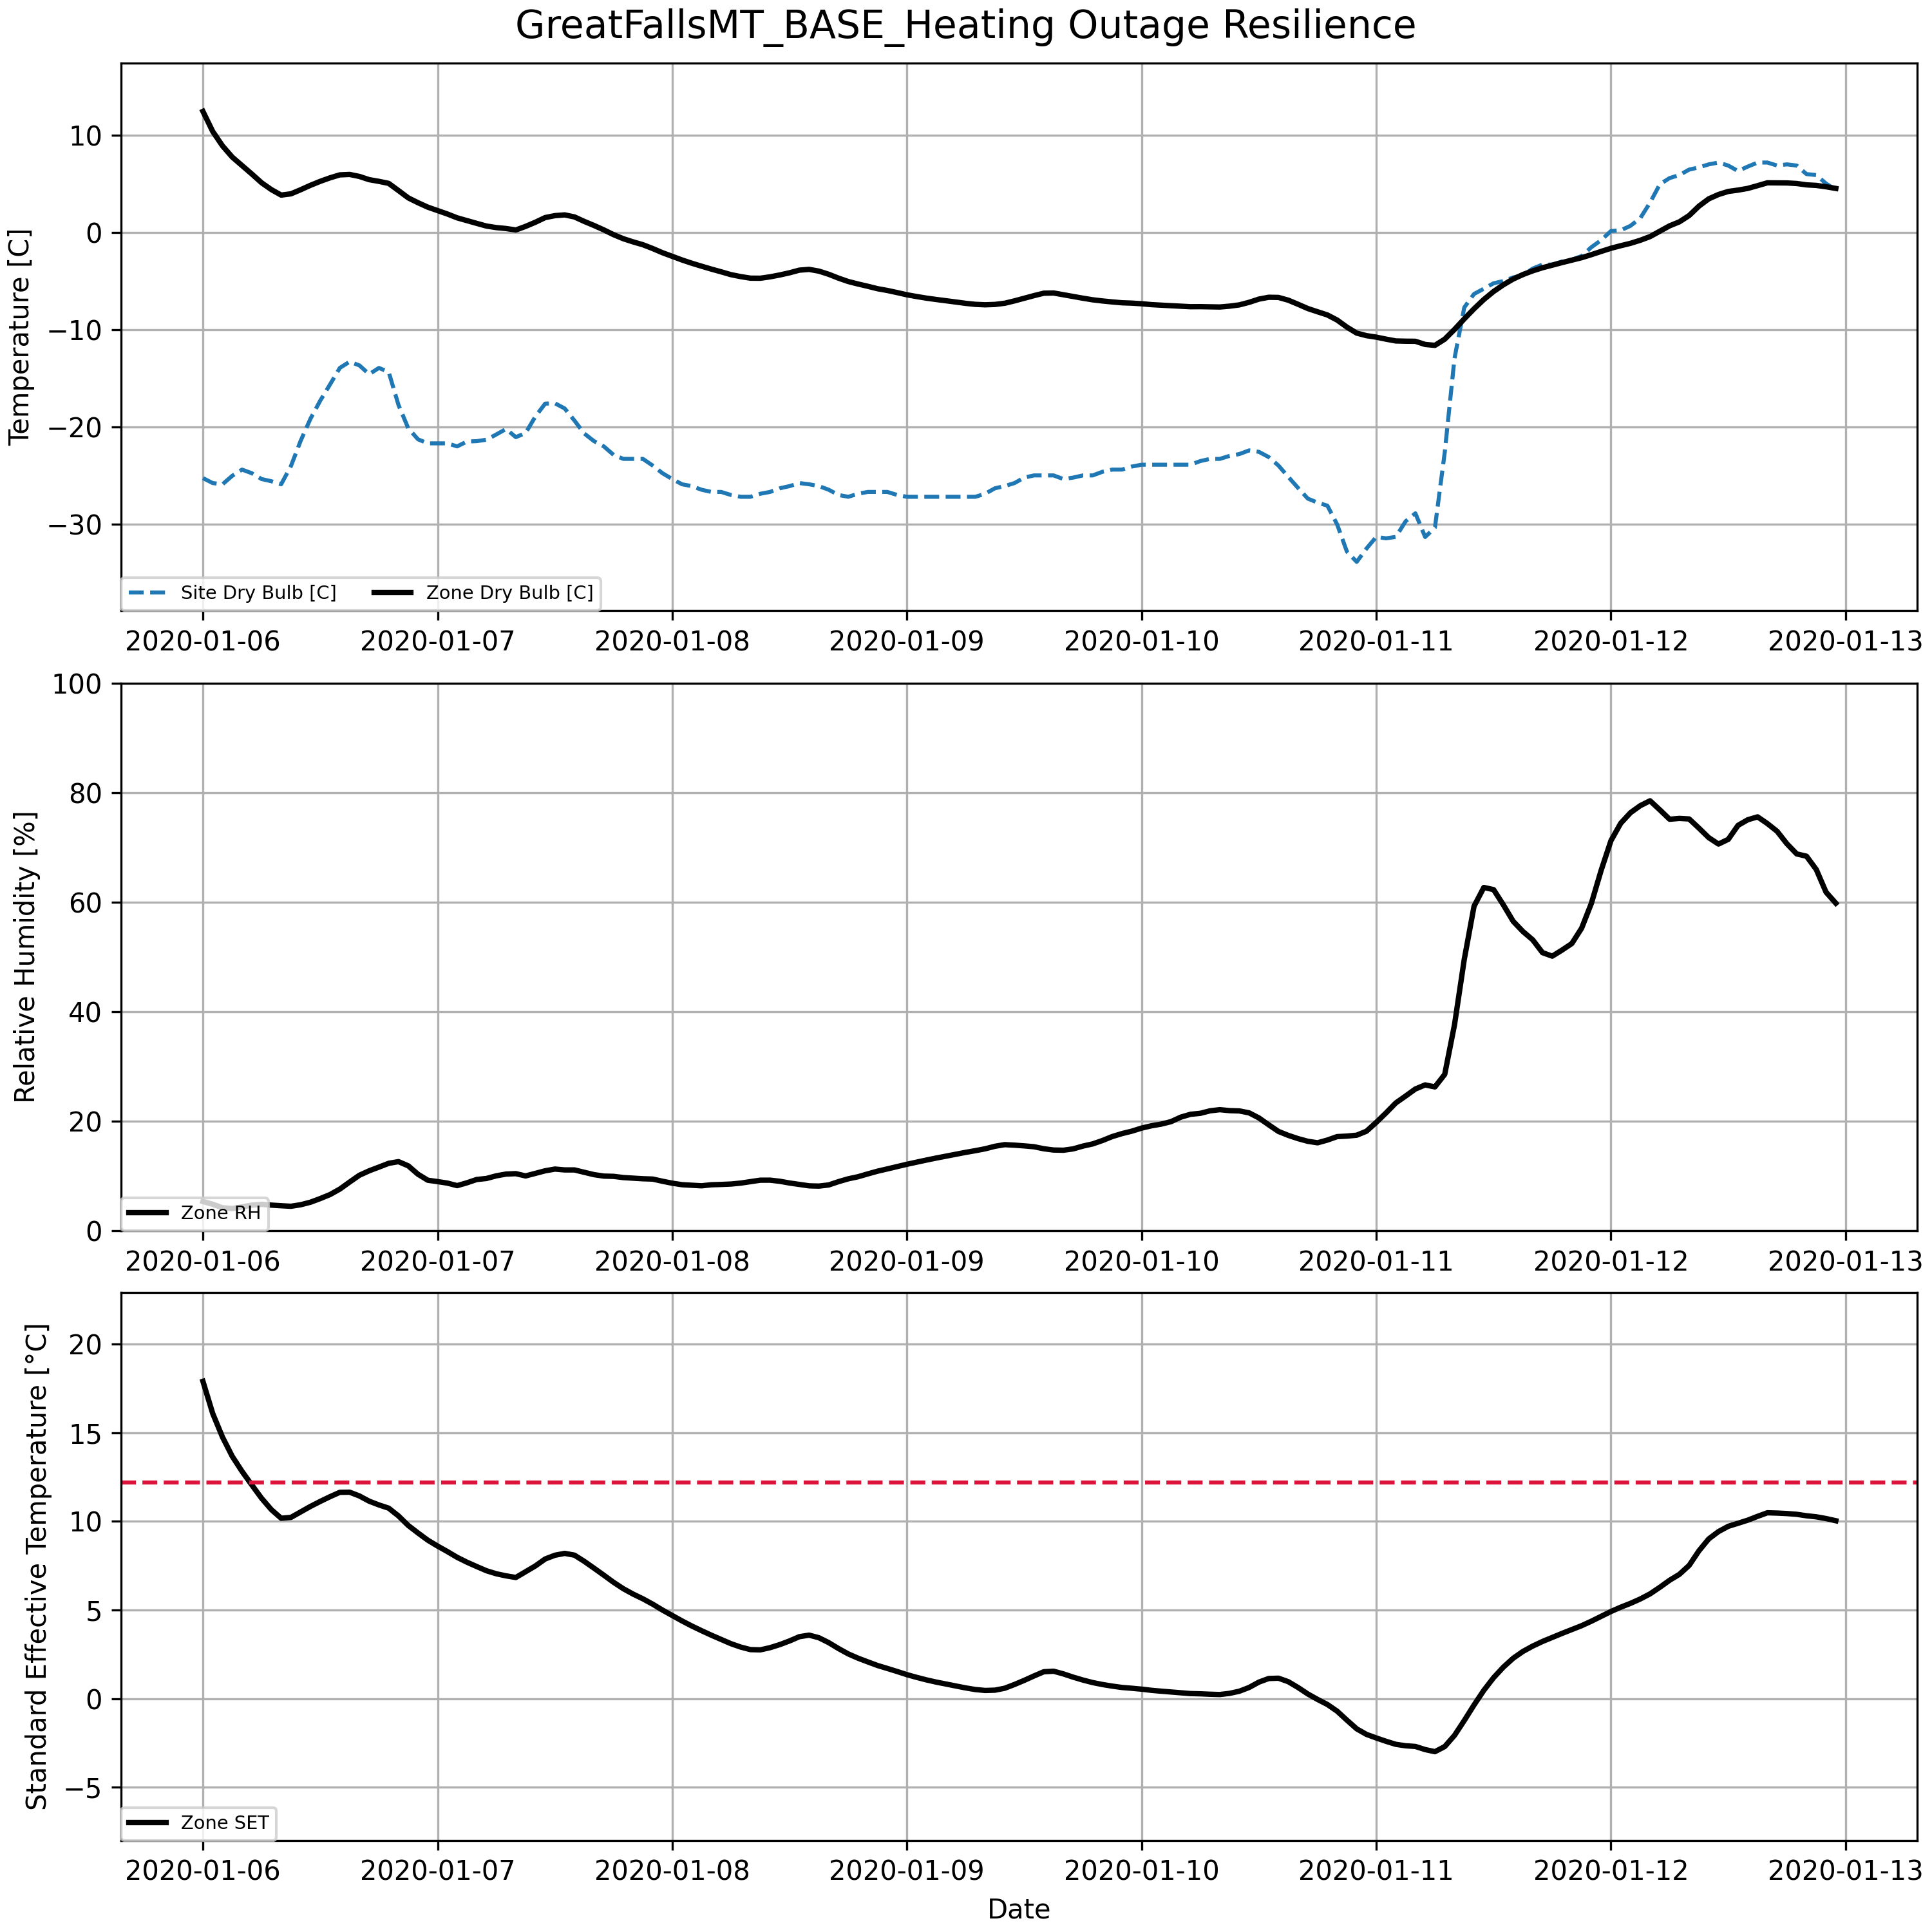 GreatFallsMT_BASE_Heating Outage Resilience
Temperature [C]
10
0
−10
−20
−30
Site Dry Bulb [C] Zone Dry Bulb [C]
2020-01-06 2020-01-07 2020-01-08 2020-01-09 2020-01-10 2020-01-11 2020-01-12 2020-01-13
Relative Humidity [%]
100
80
60
40
20
0
Zone RH
2020-01-06 2020-01-07 2020-01-08 2020-01-09 2020-01-10 2020-01-11 2020-01-12 2020-01-13
Standard Effective Temperature [°C]
20
15
10
5
0
−5
Zone SET
2020-01-06 2020-01-07 2020-01-08 2020-01-09 2020-01-10 2020-01-11 2020-01-12 2020-01-13
Date